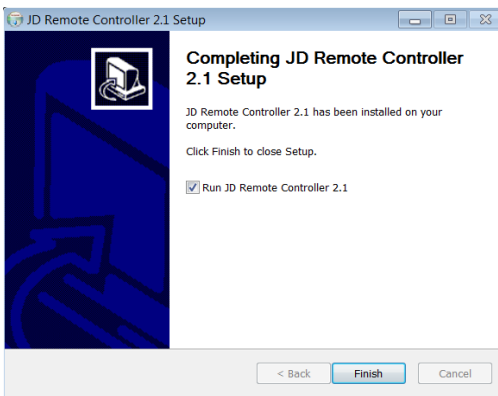 JD Remote Controller 2.1 Setup
Completing JD Remote Controller
2.1 Setup
JD Remote Controller 2.1 has been installed on your
computer.
Click Finish to close Setup.
Run JD Remote Controller 2.1
< Back
Finish
Cancel